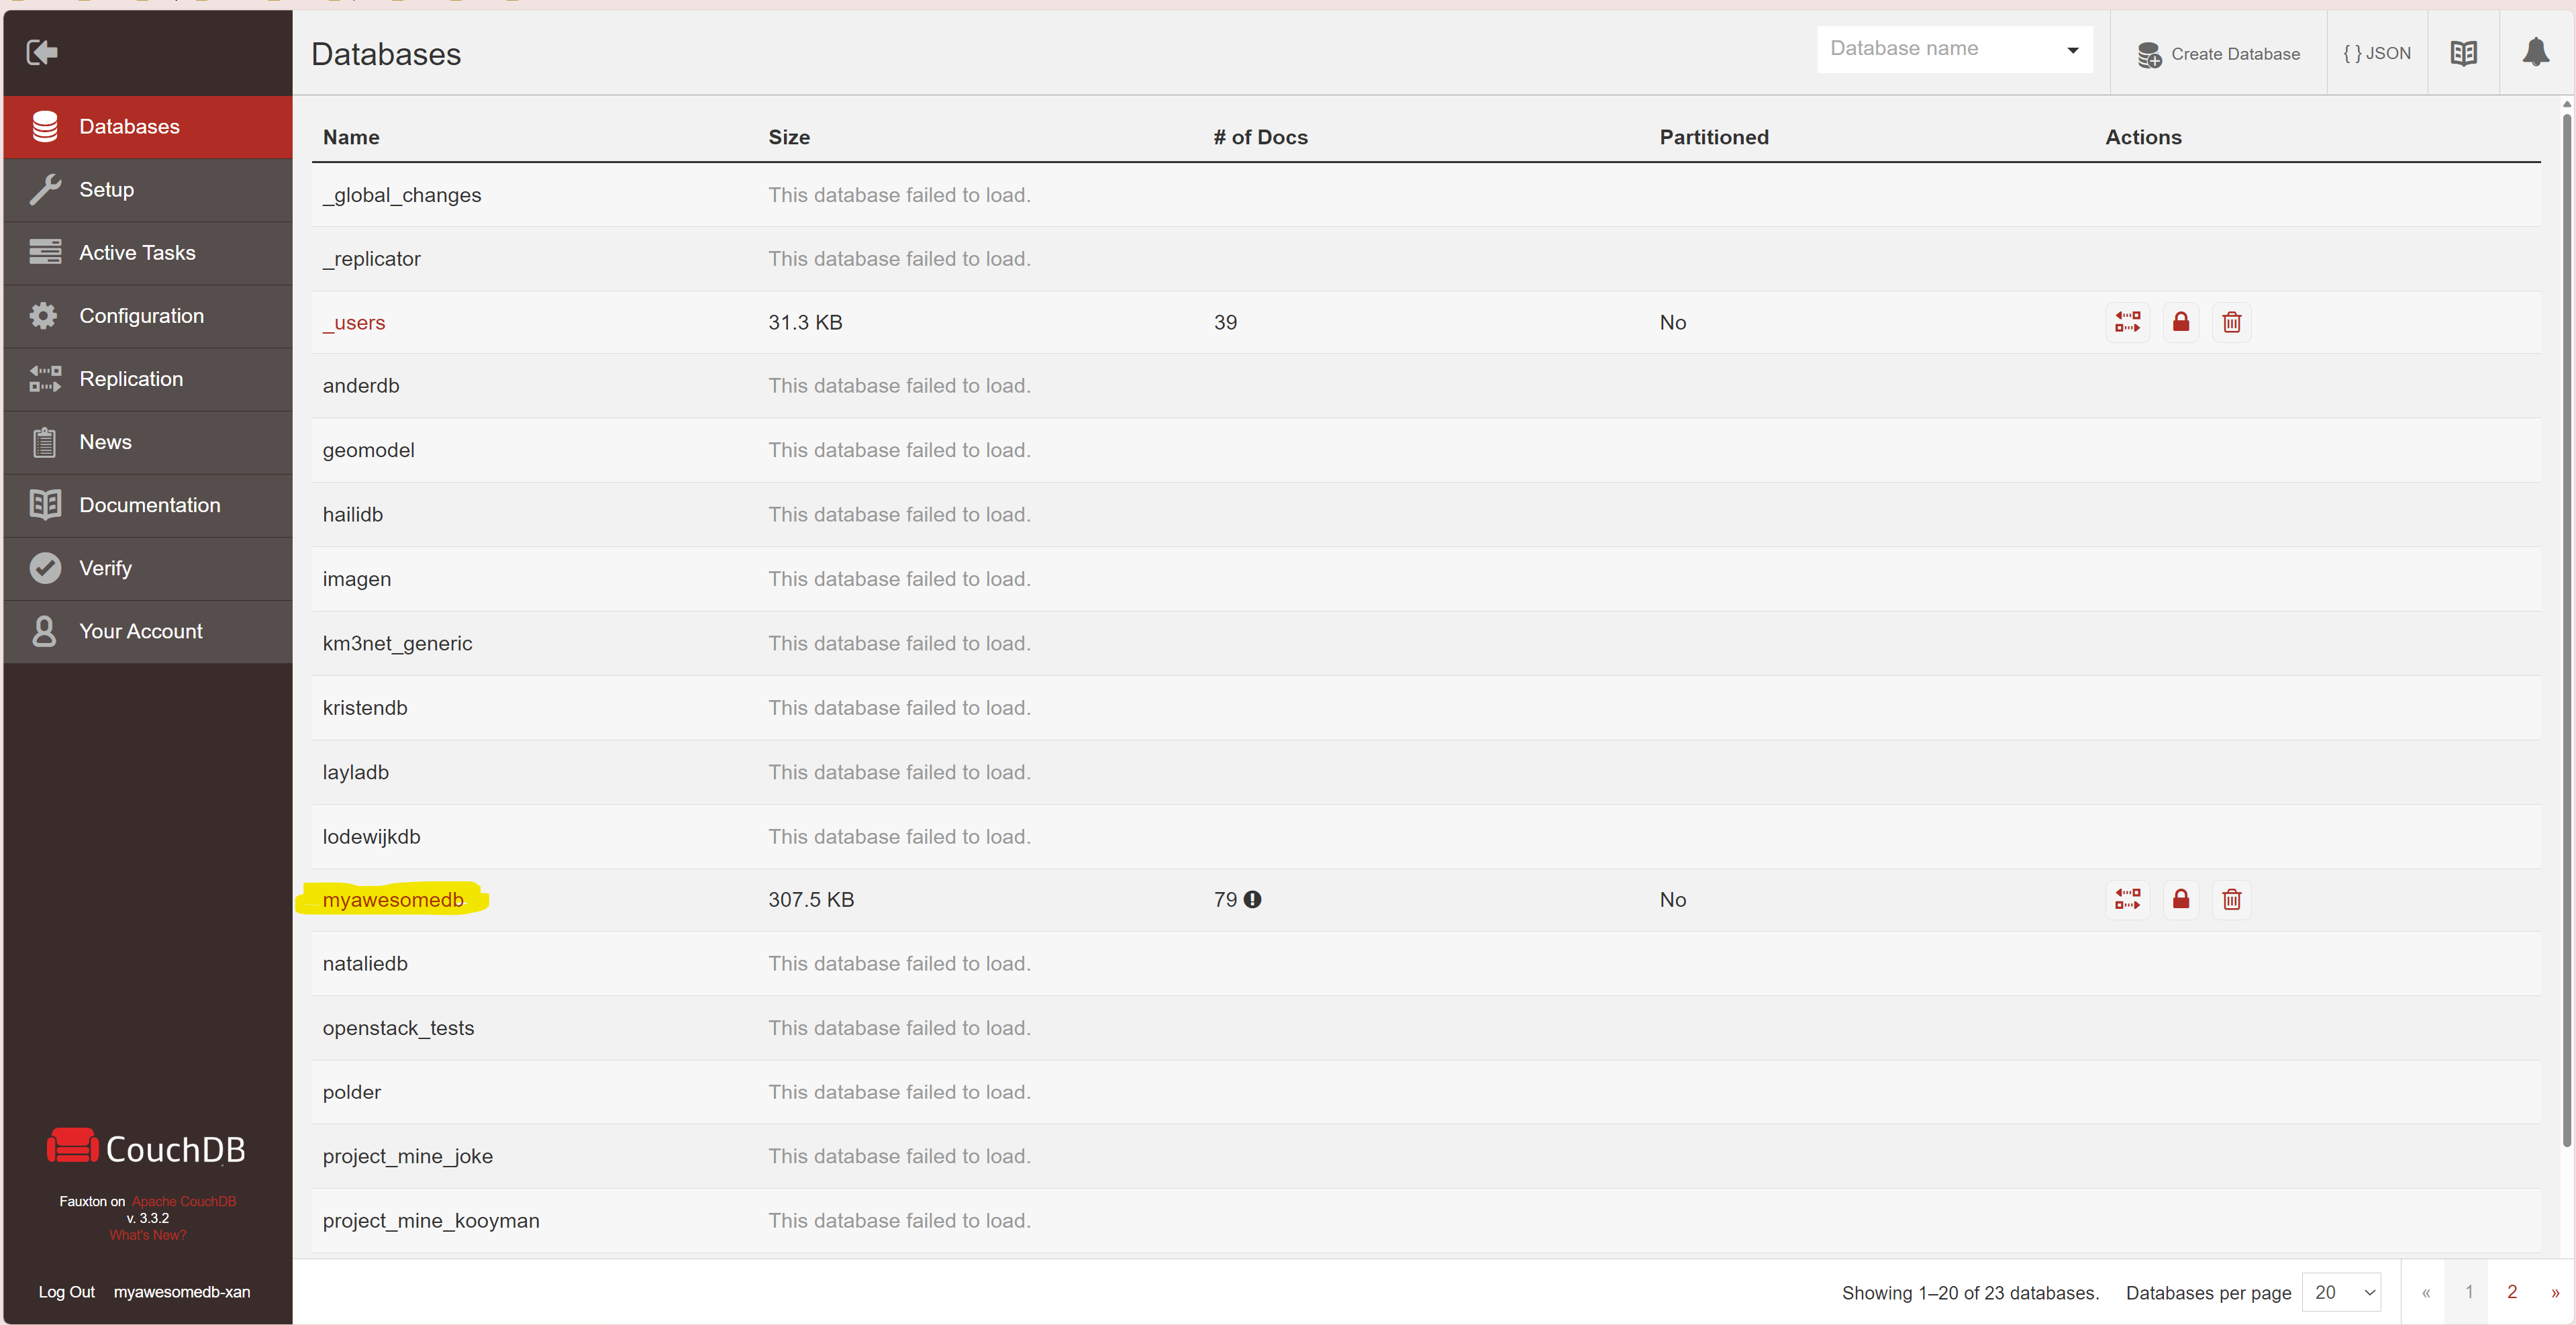 Databases
Database name
Create Database
{ } JSON
Databases
Setup
Active Tasks
Configuration
Replication
News
Documentation
Verify
Your Account
Name Size # of Docs Partitioned Actions
_global_changes This database failed to load.
_replicator This database failed to load.
_users 31.3 KB 39 No
anderdb This database failed to load.
geomodel This database failed to load.
hailidb This database failed to load.
imagen This database failed to load.
km3net_generic This database failed to load.
kristendb This database failed to load.
layladb This database failed to load.
lodewijkdb This database failed to load.
myawesomedb 307.5 KB 79 No
nataliedb This database failed to load.
openstack_tests This database failed to load.
polder This database failed to load.
project_mine_joke This database failed to load.
project_mine_kooyman This database failed to load.
CouchDB
Fauxton on Apache CouchDB
v. 3.3.2
What's New?
Log Out myawesomedb-xan
Showing 1–20 of 23 databases. Databases per page 20 « 1 2 »